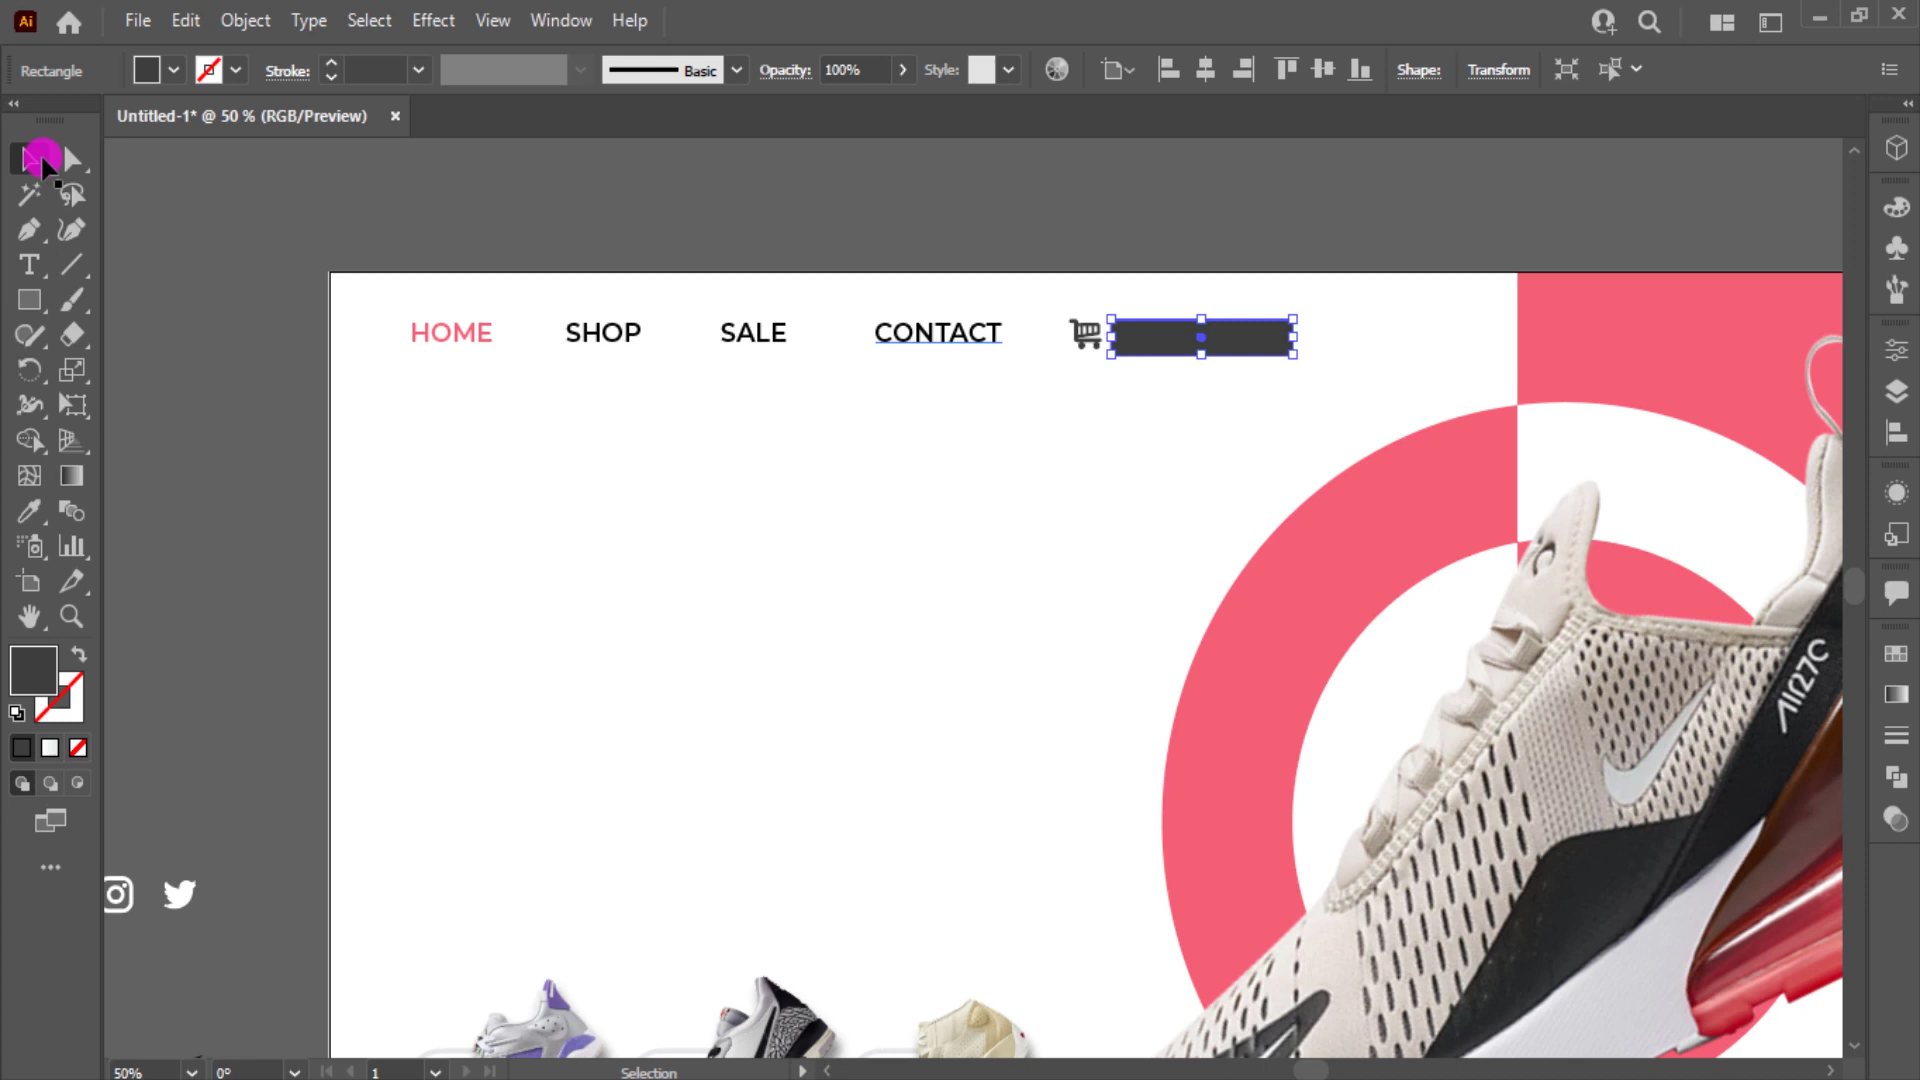 Ai File Edit Object Type Select Effect View Window Help
Rectangle Stroke: Basic Opacity: 100% Style: Shape: Transform
Untitled-1* @ 50 % (RGB/Preview) ×
HOME SHOP SALE CONTACT
Air270
50% 0° 1 Selection